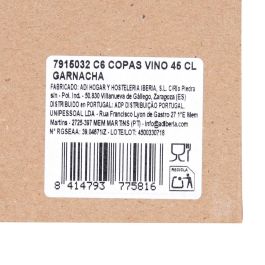 7915032 C6 COPAS VINO 45 CL
GARNACHA
FABRICADO: ADI HOGAR Y HOSTELERIA IBERIA, S.L. C/Río Piedra
s/n - Pol. Ind. - 50.830 Villanueva de Gállego, Zaragoza (ES)
DISTRIBUIDO en PORTUGAL: ADP DISTRIBUIÇÃO PORTUGAL,
UNIPESSOAL LDA - Rua Francisco Lyon de Castro 27 1ºE Mem
Martins - 2725-397 MEM MARTINS (PT) - info@adiberia.com
Nº RGSEAA: 39.04671/Z - LOTE/LOT: 4500330718
RECICLA
8 414793 775816